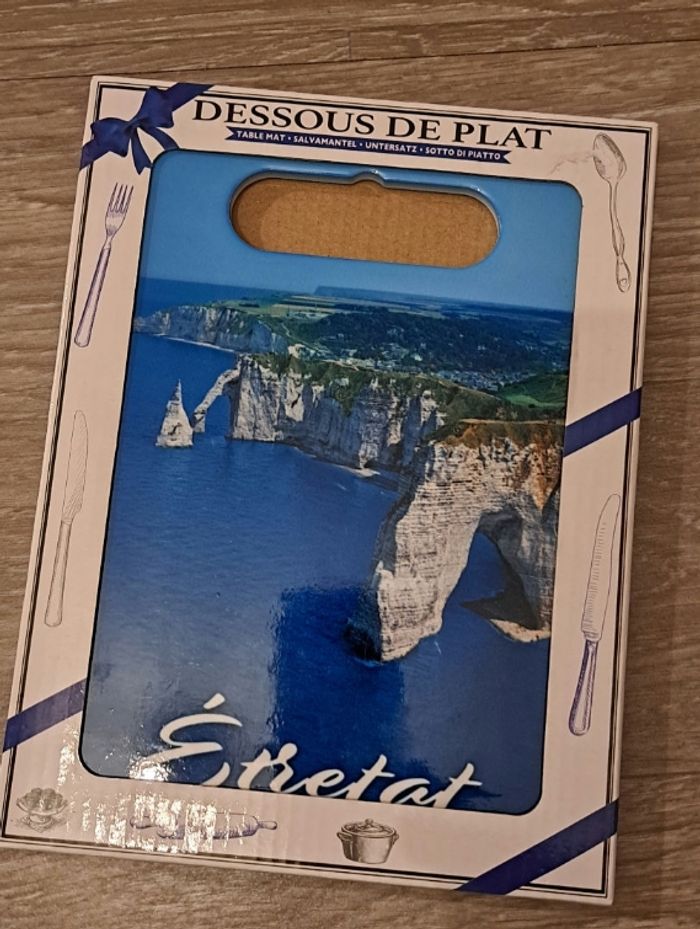 DESSOUS DE PLAT
TABLE MAT • SALVAMANTEL • UNTERSATZ • SOTTO DI PIATTO
Étretat